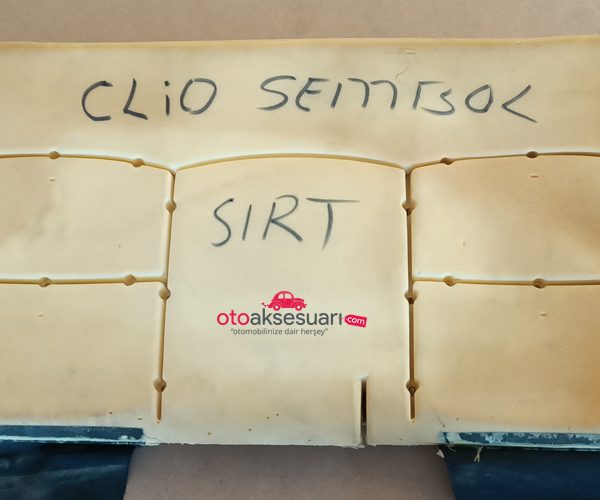 CLiO SEMBOL
SIRT
otoaksesuarı.com
"otomobilinize dair herşey"